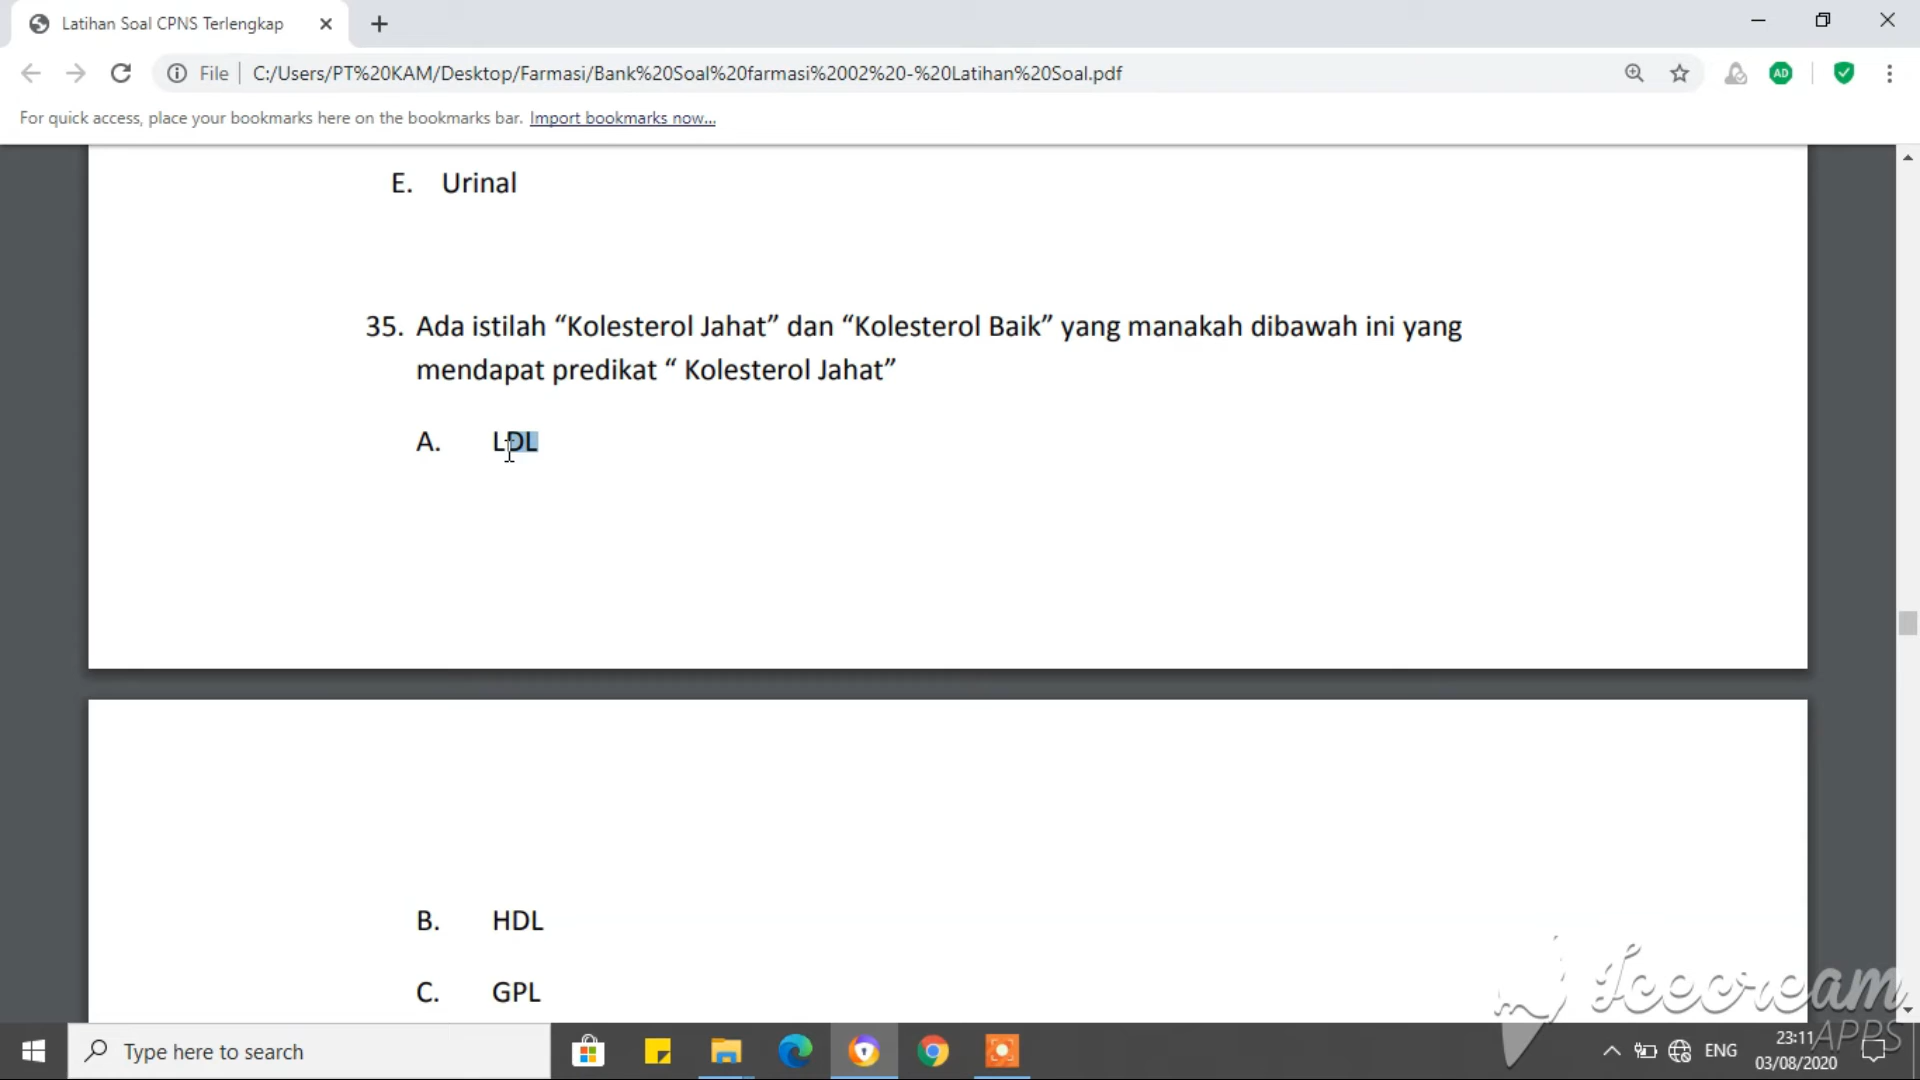 Latihan Soal CPNS Terlengkap
File C:/Users/PT%20KAM/Desktop/Farmasi/Bank%20Soal%20farmasi%2002%20-%20Latihan%20Soal.pdf
AD
For quick access, place your bookmarks here on the bookmarks bar. Import bookmarks now...
E. Urinal
35. Ada istilah “Kolesterol Jahat” dan “Kolesterol Baik” yang manakah dibawah ini yang
mendapat predikat “ Kolesterol Jahat”
A. LDL
B. HDL
C. GPL
Icecream
APPS
Type here to search
ENG
23:11
03/08/2020